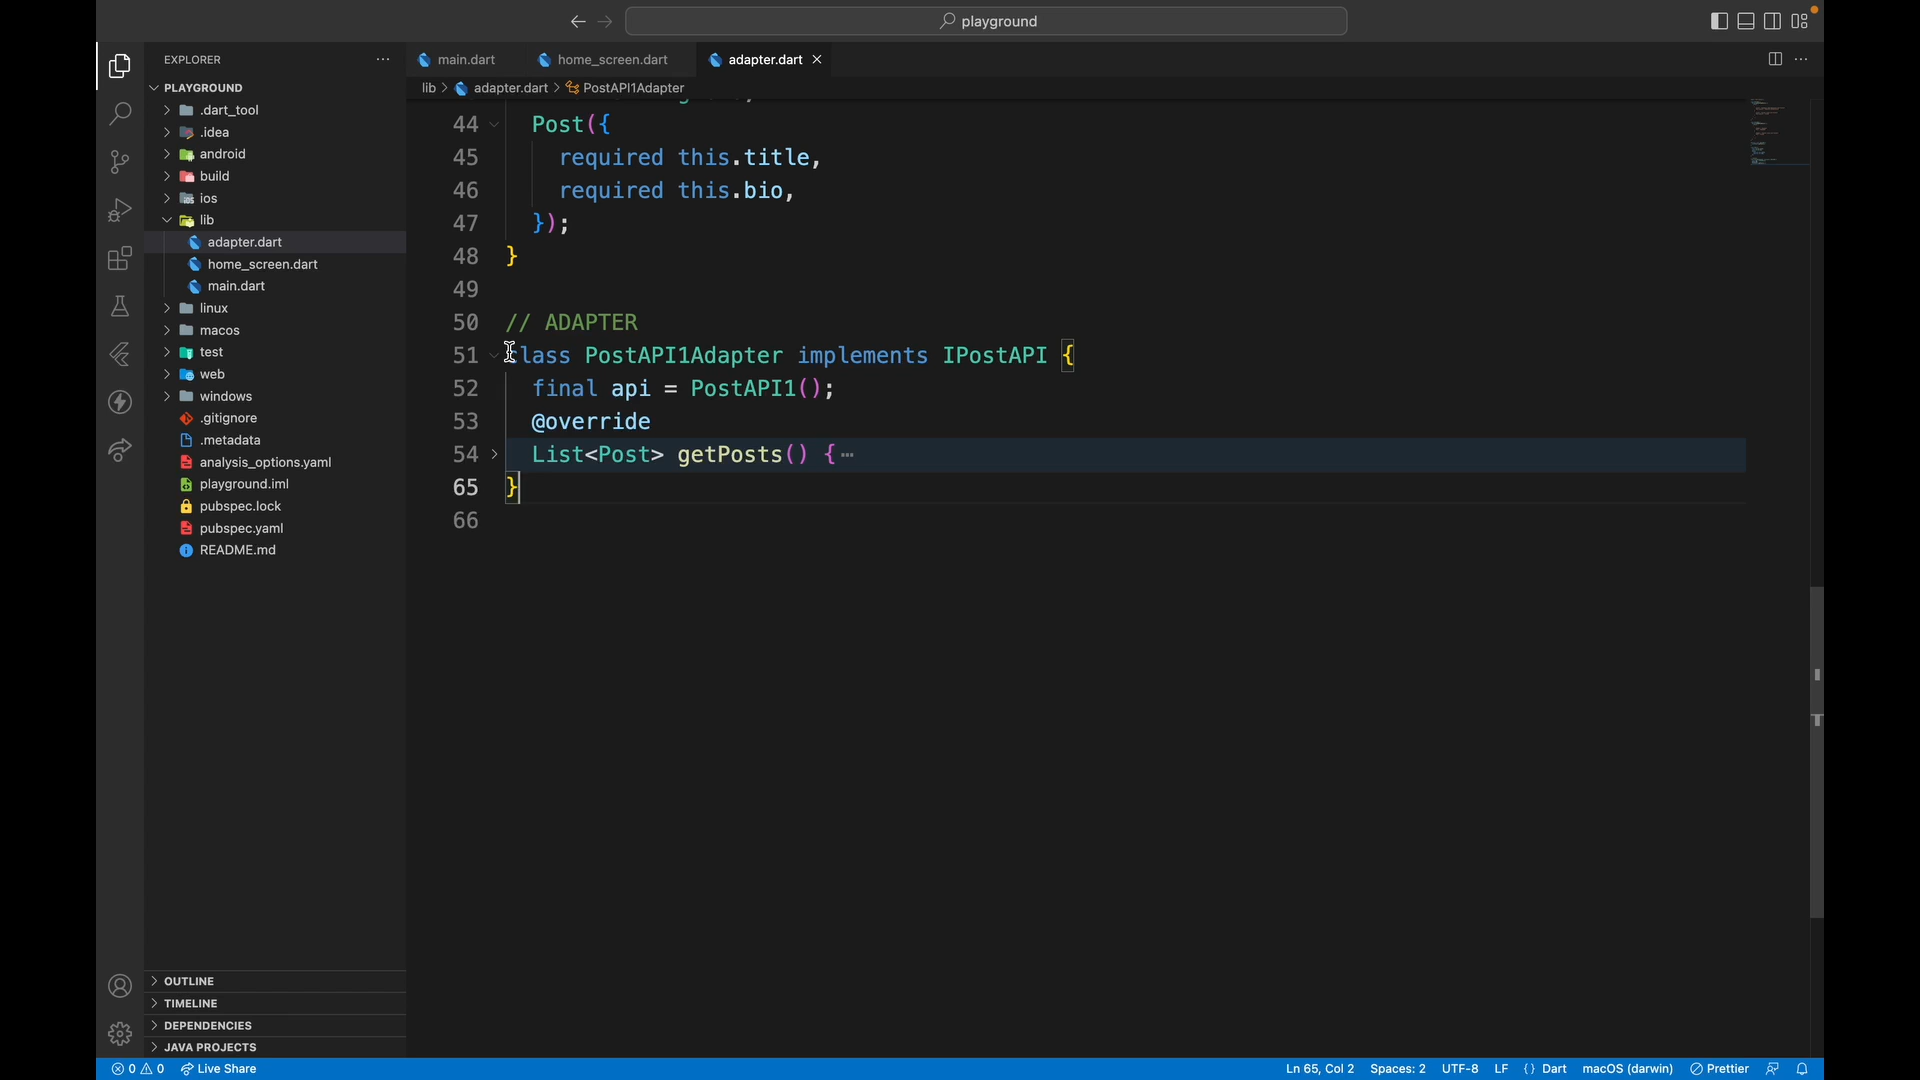 playground
EXPLORER
PLAYGROUND
.dart_tool
.idea
android
build
ios
lib
adapter.dart
home_screen.dart
main.dart
linux
macos
test
web
windows
.gitignore
.metadata
analysis_options.yaml
playground.iml
pubspec.lock
pubspec.yaml
README.md
OUTLINE
TIMELINE
DEPENDENCIES
JAVA PROJECTS
main.dart
home_screen.dart
adapter.dart
lib > adapter.dart > PostAPI1Adapter
44 Post({
45 required this.title,
46 required this.bio,
47 });
48 }
49
50 // ADAPTER
51 class PostAPI1Adapter implements IPostAPI {
52 final api = PostAPI1();
53 @override
54 List<Post> getPosts() {⋯
65 }
66
0 0 Live Share
Ln 65, Col 2 Spaces: 2 UTF-8 LF {} Dart macOS (darwin) Prettier